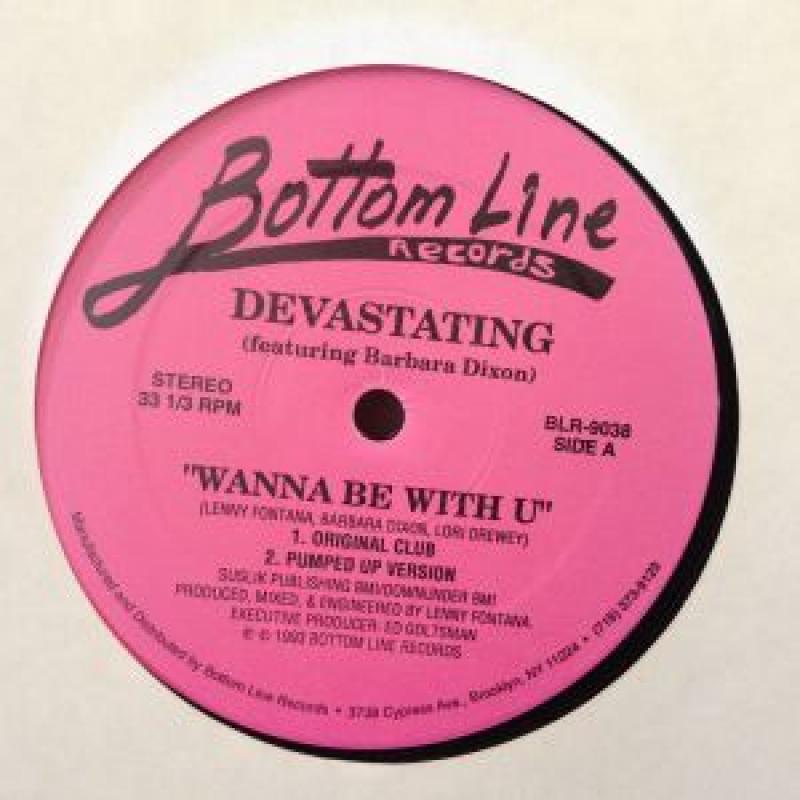 Bottom Line
Records
DEVASTATING
(featuring Barbara Dixon)
STEREO
33 1/3 RPM
BLR-9038
SIDE A
"WANNA BE WITH U"
(LENNY FONTANA, BARBARA DIXON, LORI DREWEY)
1. ORIGINAL CLUB
2. PUMPED UP VERSION
SUSLIK PUBLISHING BMI/DOWNUNDER BMI
PRODUCED, MIXED, & ENGINEERED BY LENNY FONTANA.
EXECUTIVE PRODUCER: ED GOLTSMAN
℗ © 1993 BOTTOM LINE RECORDS
Manufactured and Distributed by Bottom Line Records • 3738 Cypress Ave., Brooklyn, NY 11224 • (718)